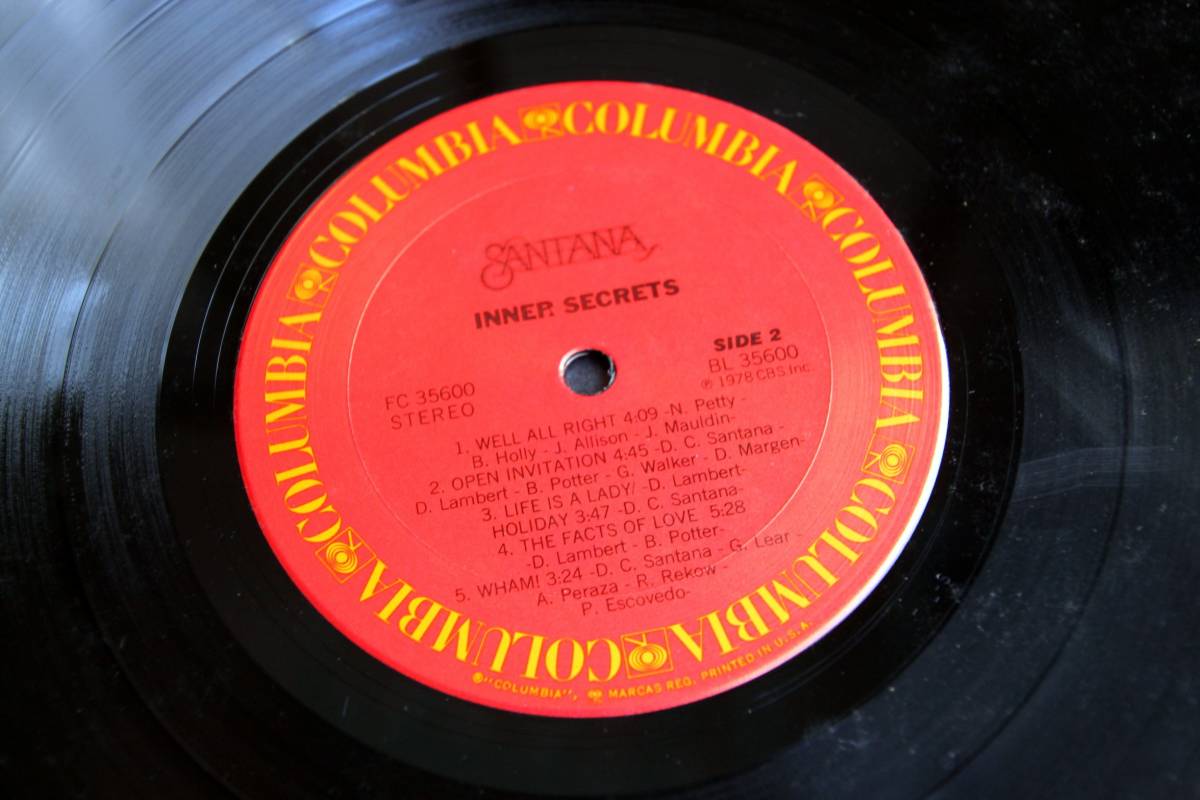 COLUMBIA COLUMBIA COLUMBIA COLUMBIA COLUMBIA COLUMBIA
SANTANA
INNER SECRETS
SIDE 2
BL 35600
℗ 1978 CBS Inc.
FC 35600
STEREO
1. WELL ALL RIGHT 4:09 -N. Petty -
B. Holly - J. Allison - J. Mauldin-
2. OPEN INVITATION 4:45 -D. C. Santana -
D. Lambert - B. Potter - G. Walker - D. Margen-
3. LIFE IS A LADY/ -D. Lambert-
HOLIDAY 3:47 -D. C. Santana-
4. THE FACTS OF LOVE 5:28
-D. Lambert - B. Potter-
5. WHAM! 3:24 -D. C. Santana - G. Lear -
A. Peraza - R. Rekow -
P. Escovedo-
®"COLUMBIA", MARCAS REG. PRINTED IN U.S.A.